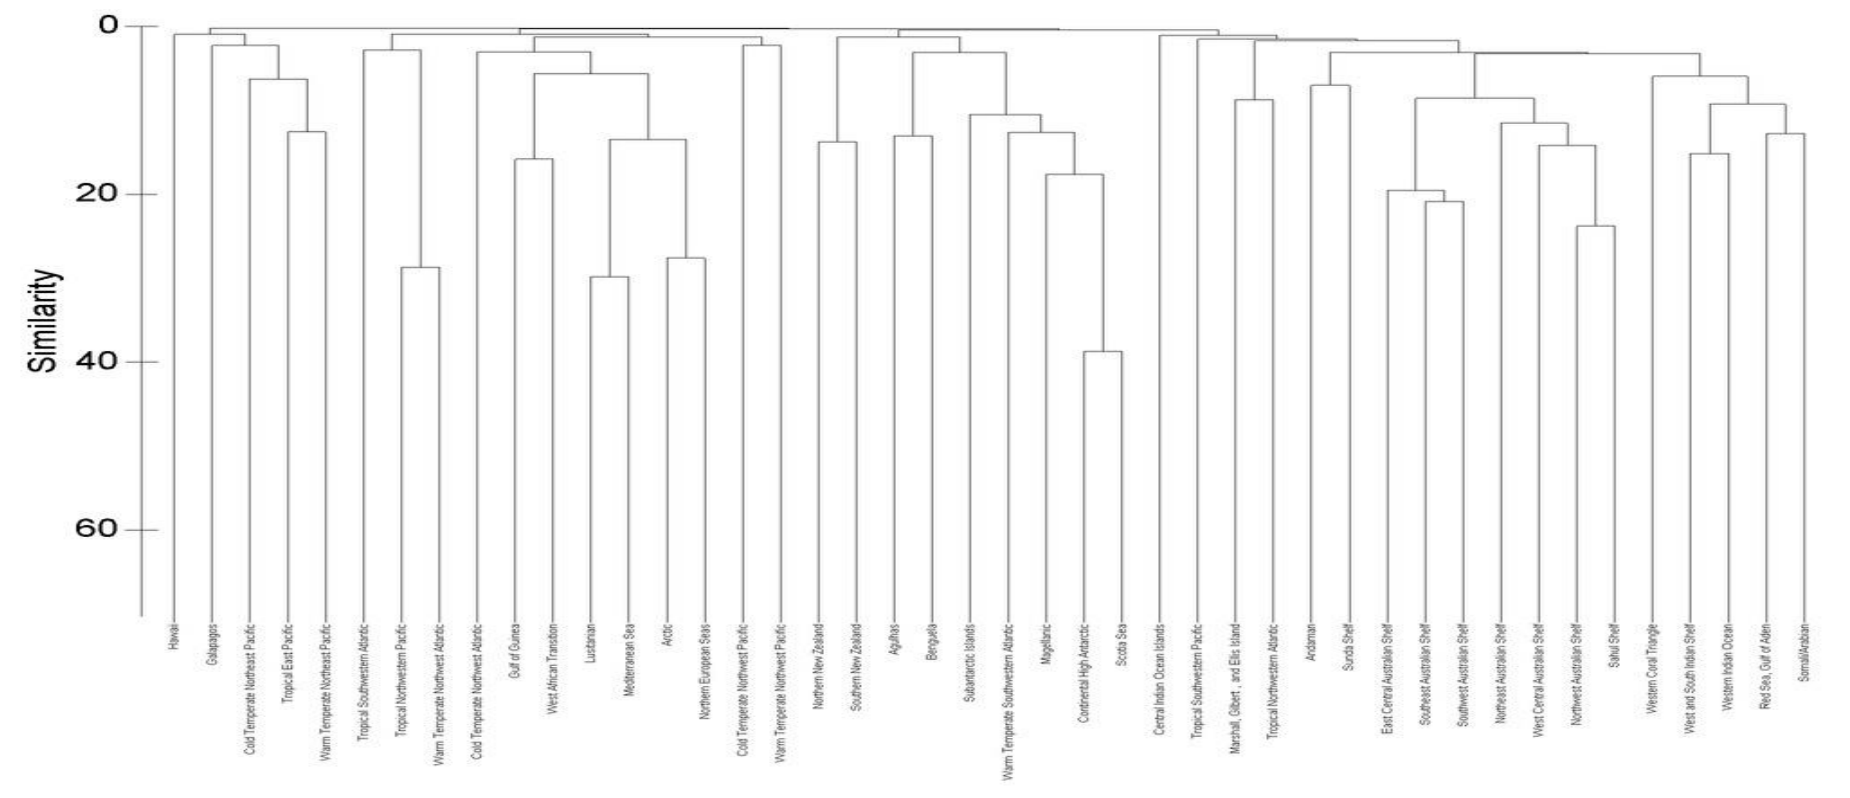 0
20
40
60
Similarity
Hawaii
Galapagos
Cold Temperate Northeast Pacific
Tropical East Pacific
Warm Temperate Northeast Pacific
Tropical Southwestern Atlantic
Tropical Northwestern Pacific
Warm Temperate Northwest Atlantic
Cold Temperate Northwest Atlantic
Gulf of Guinea
West African Transition
Lusitanian
Mediterranean Sea
Arctic
Northern European Seas
Cold Temperate Northwest Pacific
Warm Temperate Northwest Pacific
Northern New Zealand
Southern New Zealand
Agulhas
Benguela
Subantarctic Islands
Warm Temperate Southwestern Atlantic
Magellanic
Continental High Antarctic
Scotia Sea
Central Indian Ocean Islands
Tropical Southwestern Pacific
Marshall, Gilbert , and Ellis Island
Tropical Northwestern Atlantic
Andaman
Sunda Shelf
East Central Australian Shelf
Southeast Australian Shelf
Southwest Australian Shelf
Northeast Australian Shelf
West Central Australian Shelf
Northwest Australian Shelf
Sahul Shelf
Western Coral Triangle
West and South Indian Shelf
Western Indian Ocean
Red Sea, Gulf of Aden
Somali/Arabian